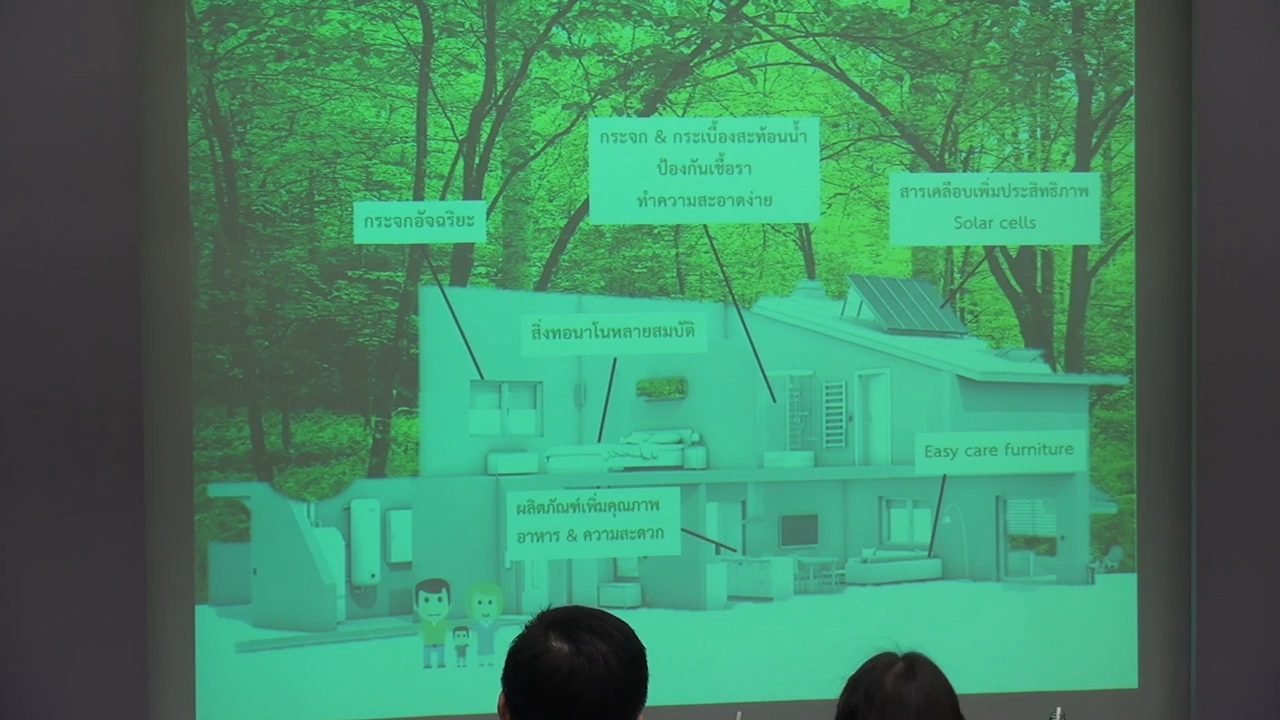 กระจก & กระเบื้องสะท้อนน้ำ
ป้องกันเชื้อรา
ทำความสะอาดง่าย
สารเคลือบเพิ่มประสิทธิภาพ
Solar cells
กระจกอัจฉริยะ
สิ่งทอนาโนหลายสมบัติ
Easy care furniture
ผลิตภัณฑ์เพิ่มคุณภาพ
อาหาร & ความสะดวก